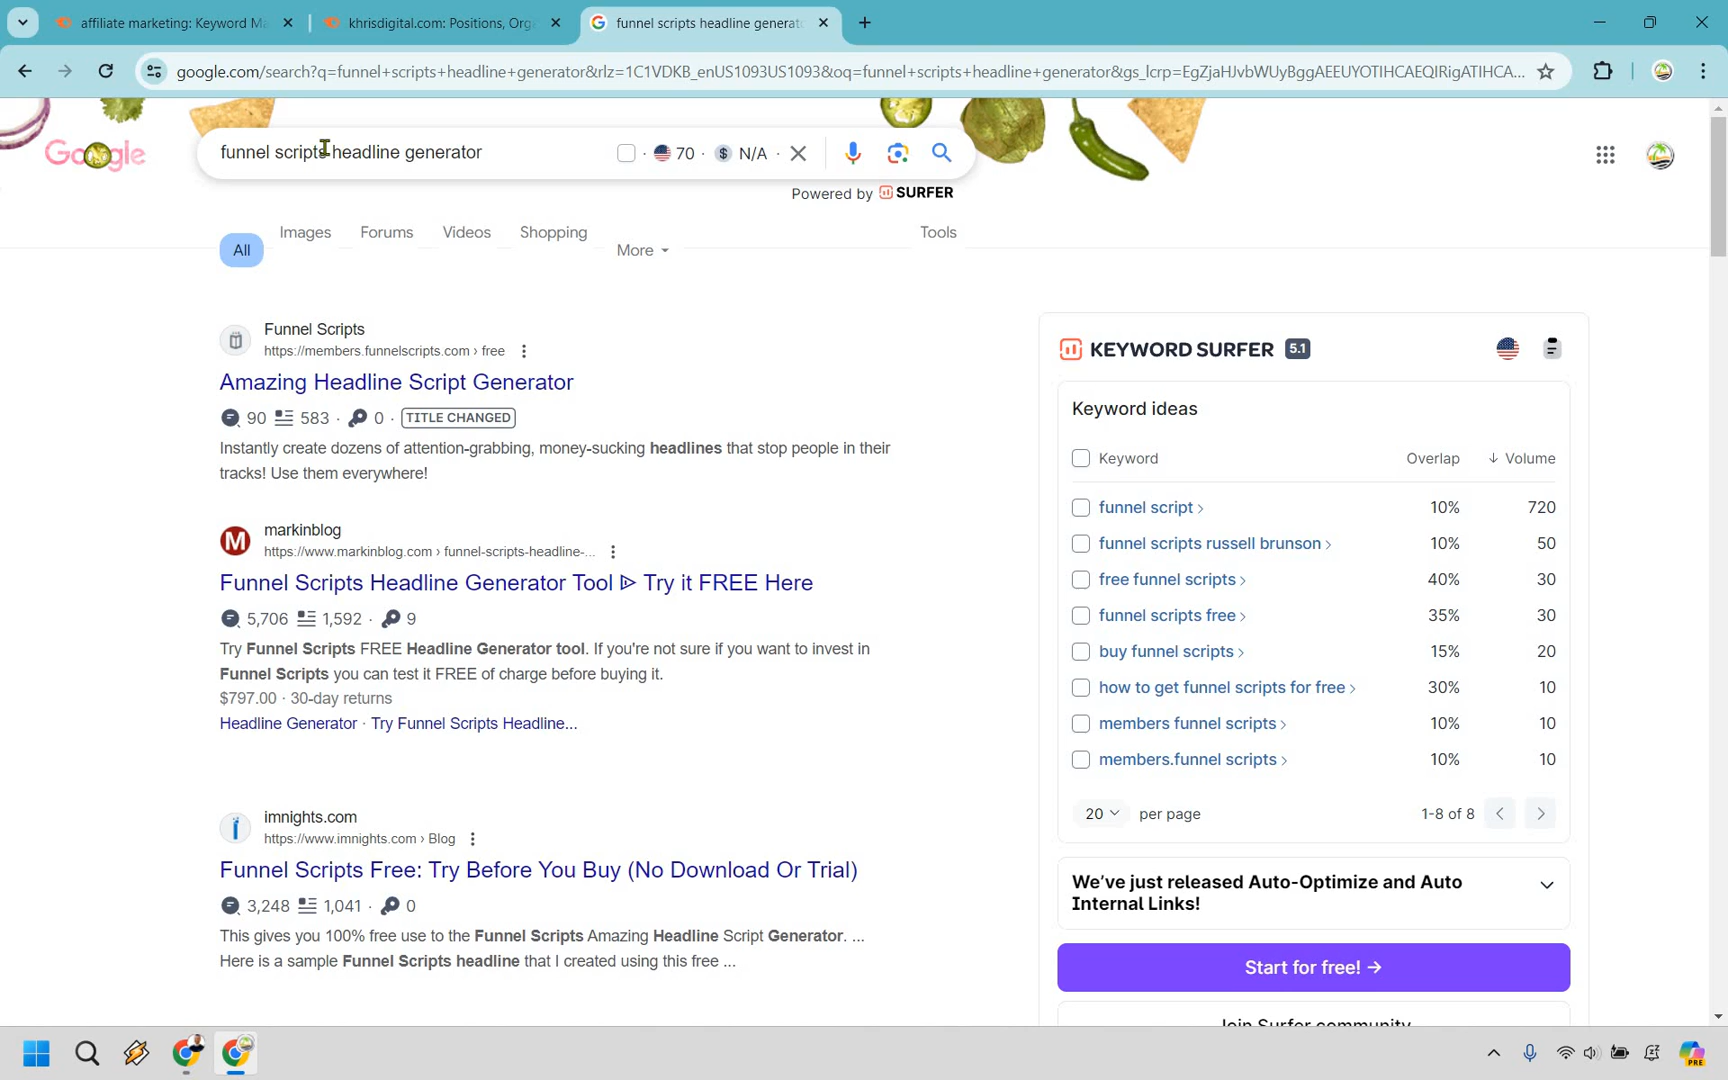 affiliate marketing: Keyword Ma
khrisdigital.com: Positions, Orga
funnel scripts headline generato
google.com/search?q=funnel+scripts+headline+generator&rlz=1C1VDKB_enUS1093US1093&oq=funnel+scripts+headline+generator&gs_lcrp=EgZjaHJvbWUyBggAEEUYOTIHCAEQIRigATIHCA...
Google
funnel scripts headline generator
70 · N/A ·
Powered by SURFER
All
Images
Forums
Videos
Shopping
More
Tools
Funnel Scripts
https://members.funnelscripts.com › free
Amazing Headline Script Generator
90 583 · 0 · TITLE CHANGED
Instantly create dozens of attention-grabbing, money-sucking headlines that stop people in their
tracks! Use them everywhere!
M
markinblog
https://www.markinblog.com › funnel-scripts-headline-...
Funnel Scripts Headline Generator Tool ᐉ Try it FREE Here
5,706 1,592 · 9
Try Funnel Scripts FREE Headline Generator tool. If you're not sure if you want to invest in
Funnel Scripts you can test it FREE of charge before buying it.
$797.00 · 30-day returns
Headline Generator · Try Funnel Scripts Headline...
imnights.com
https://www.imnights.com › Blog
Funnel Scripts Free: Try Before You Buy (No Download Or Trial)
3,248 1,041 · 0
This gives you 100% free use to the Funnel Scripts Amazing Headline Script Generator. ...
Here is a sample Funnel Scripts headline that I created using this free ...
KEYWORD SURFER 5.1
Keyword ideas
Keyword Overlap ↓ Volume
funnel script › 10% 720
funnel scripts russell brunson › 10% 50
free funnel scripts › 40% 30
funnel scripts free › 35% 30
buy funnel scripts › 15% 20
how to get funnel scripts for free › 30% 10
members funnel scripts › 10% 10
members.funnel scripts › 10% 10
20 per page 1-8 of 8
We've just released Auto-Optimize and Auto
Internal Links!
Start for free! →
Join Surfer community
PRE